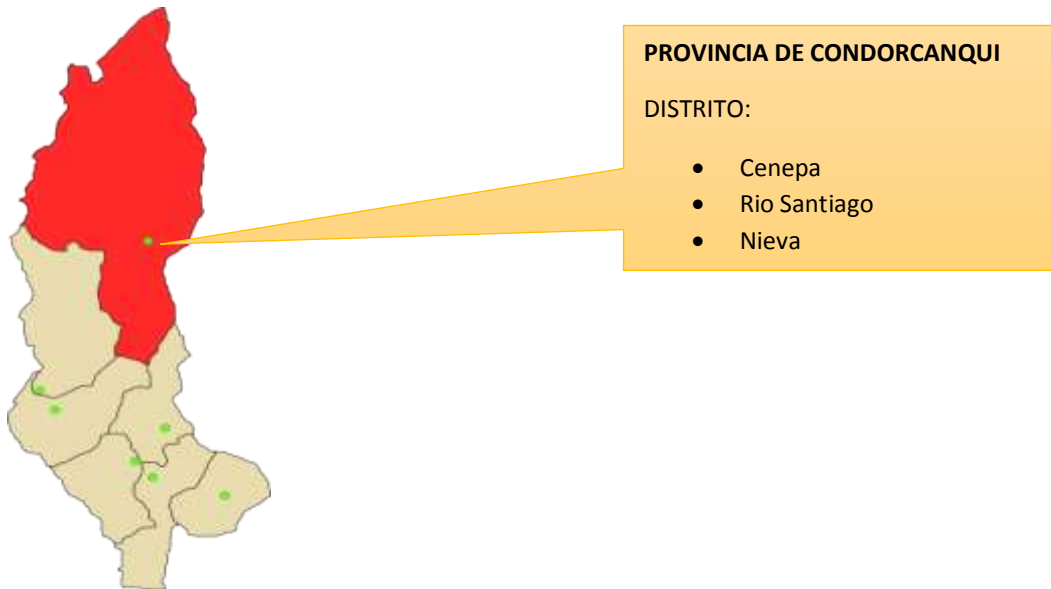 PROVINCIA DE CONDORCANQUI
DISTRITO:
• Cenepa
• Rio Santiago
• Nieva